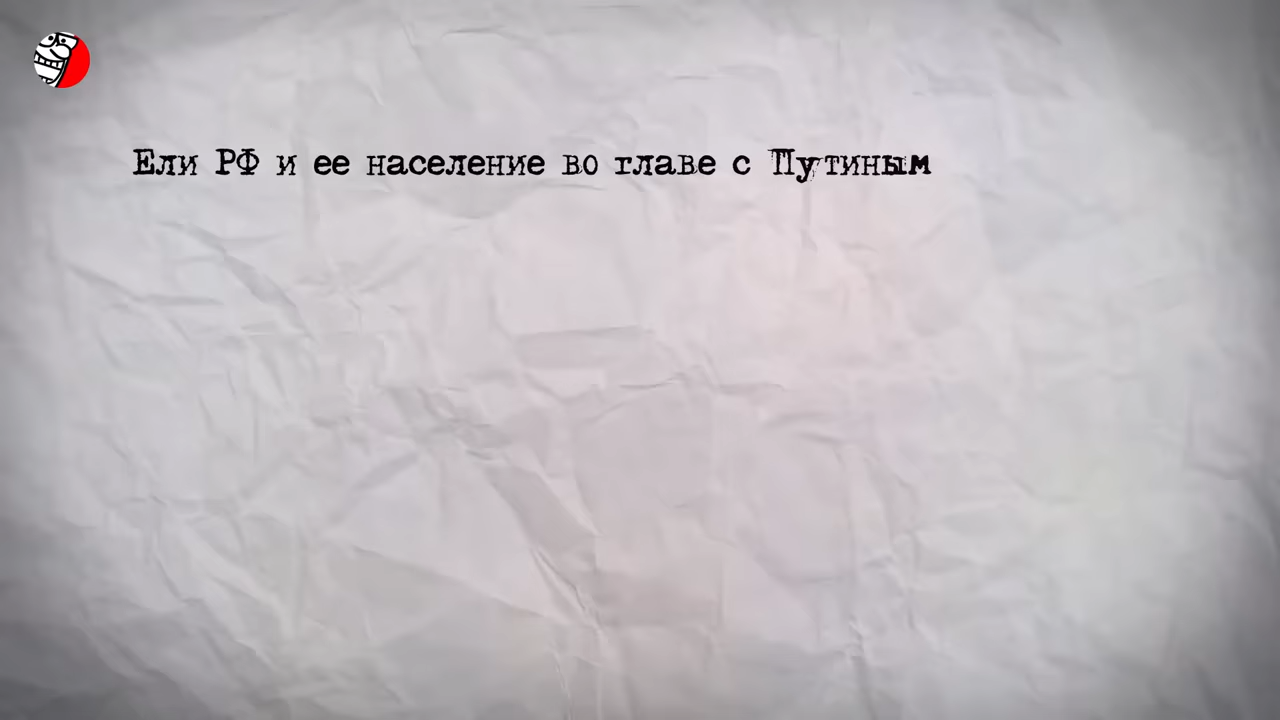 Ели РФ и ее население во главе с Путиным